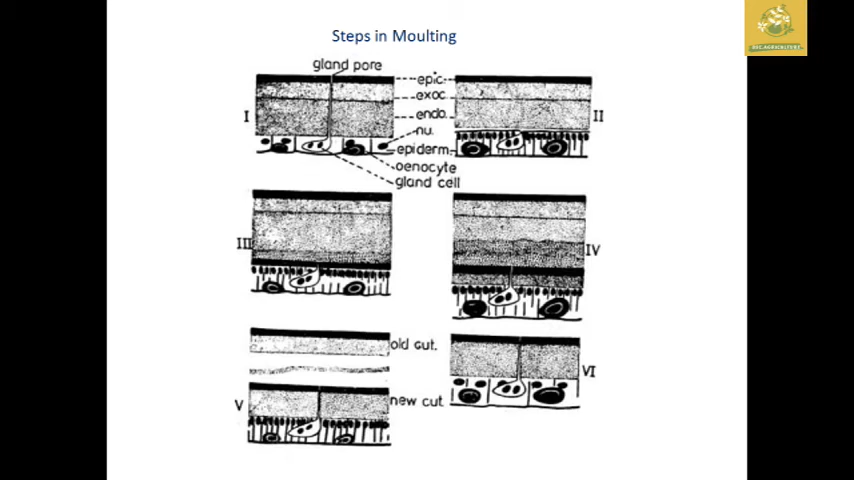 Steps in Moulting
gland pore
epic.
exoc.
I
endo.
II
nu.
epiderm.
oenocyte
gland cell
III
IV
old cut.
VI
V
new cut.